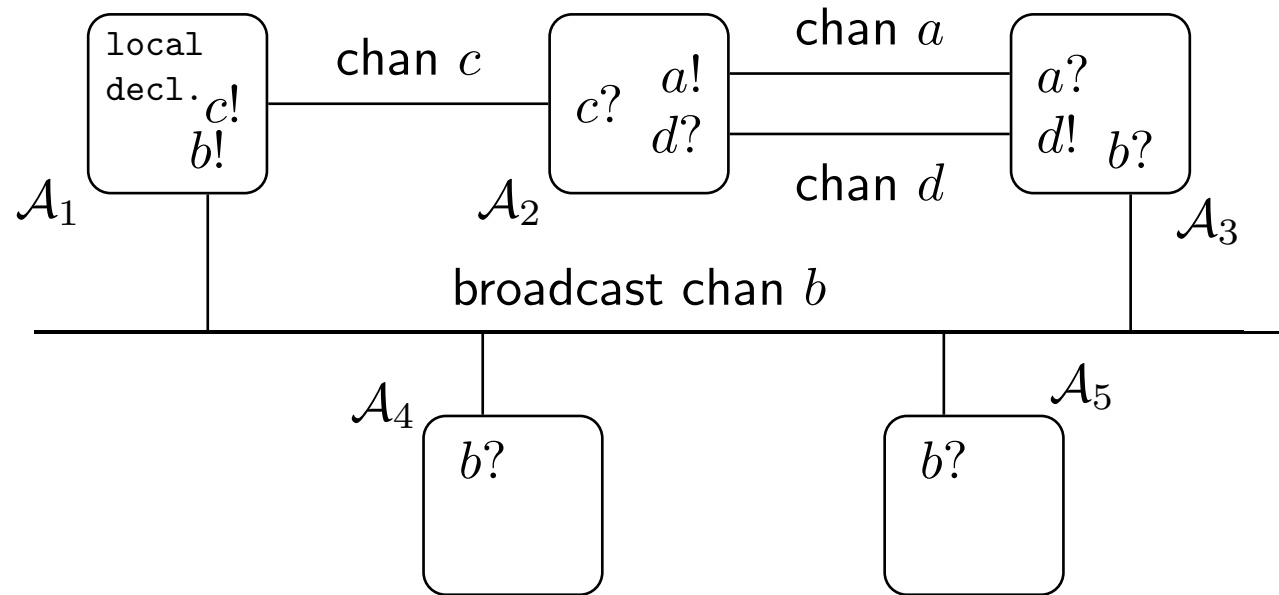 local
decl.
c!
b!
𝒜₁
chan c
c?
a!
d?
𝒜₂
chan a
chan d
a?
d!
b?
𝒜₃
broadcast chan b
𝒜₄
b?
𝒜₅
b?